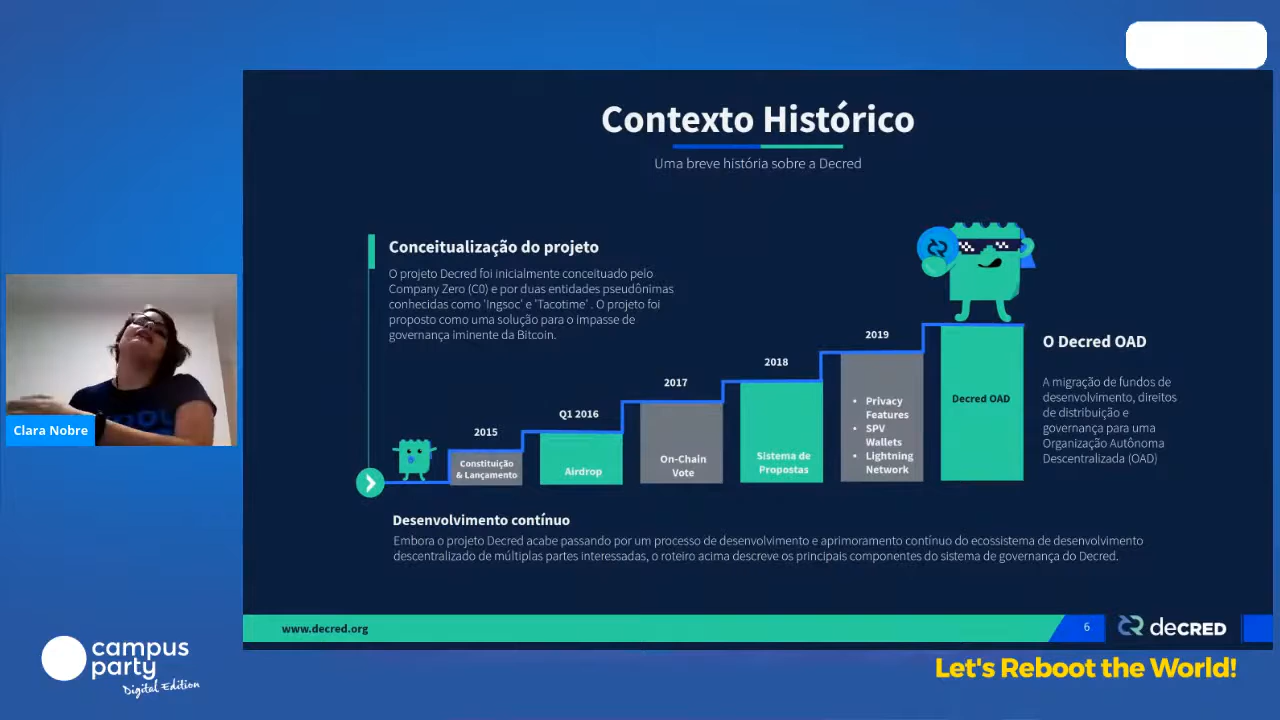 Contexto Histórico
Uma breve história sobre a Decred
Conceitualização do projeto
O projeto Decred foi inicialmente conceituado pelo
Company Zero (C0) e por duas entidades pseudônimas
conhecidas como 'Ingsoc' e 'Tacotime' . O projeto foi
proposto como uma solução para o impasse de
governança iminente da Bitcoin.
2015
Constituição
& Lançamento
Q1 2016
Airdrop
2017
On-Chain
Vote
2018
Sistema de
Propostas
2019
• Privacy
Features
• SPV
Wallets
• Lightning
Network
Decred OAD
O Decred OAD
A migração de fundos de
desenvolvimento, direitos
de distribuição e
governança para uma
Organização Autônoma
Descentralizada (OAD)
Desenvolvimento contínuo
Embora o projeto Decred acabe passando por um processo de desenvolvimento e aprimoramento contínuo do ecossistema de desenvolvimento
descentralizado de múltiplas partes interessadas, o roteiro acima descreve os principais componentes do sistema de governança do Decred.
www.decred.org
6
decRED
Clara Nobre
campus
party
Digital Edition
Let's Reboot the World!